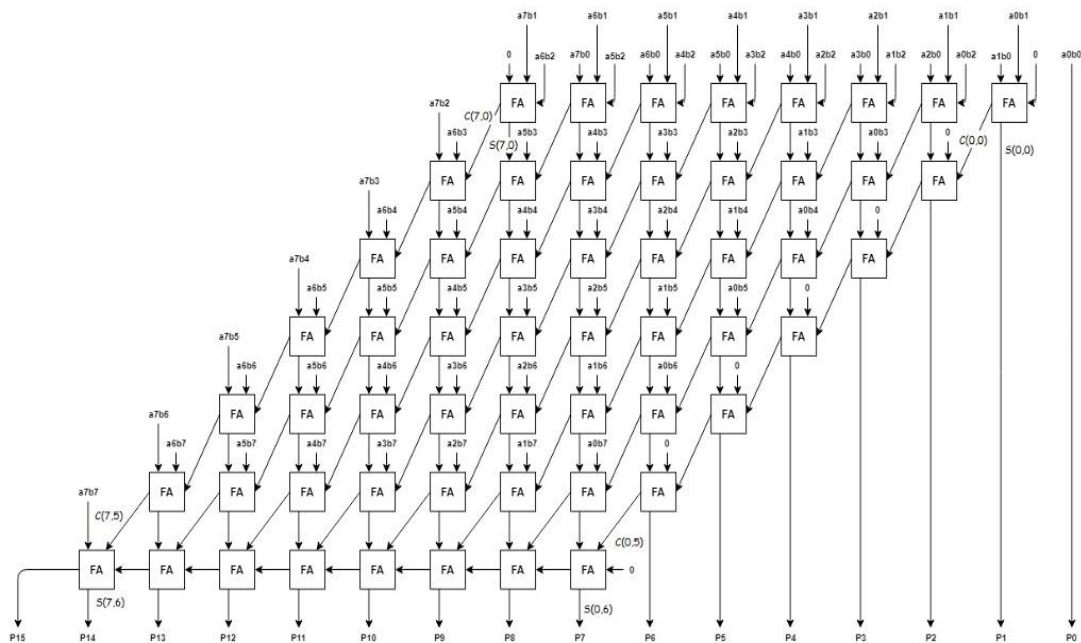 a7b1 a6b1 a5b1 a4b1 a3b1 a2b1 a1b1 a0b1
0 a6b2 a7b0 a5b2 a6b0 a4b2 a5b0 a3b2 a4b0 a2b2 a3b0 a1b2 a2b0 a0b2 a1b0 0 a0b0
FA FA FA FA FA FA FA FA
a7b2 C(7,0)
a6b3 S(7,0) a5b3 a4b3 a3b3 a2b3 a1b3 a0b3 0 C(0,0) S(0,0)
FA FA FA FA FA FA FA FA
a7b3
a6b4 a5b4 a4b4 a3b4 a2b4 a1b4 a0b4 0
FA FA FA FA FA FA FA FA
a7b4
a6b5 a5b5 a4b5 a3b5 a2b5 a1b5 a0b5 0
FA FA FA FA FA FA FA FA
a7b5
a6b6 a5b6 a4b6 a3b6 a2b6 a1b6 a0b6 0
FA FA FA FA FA FA FA FA
a7b6
a6b7 a5b7 a4b7 a3b7 a2b7 a1b7 a0b7 0
FA FA FA FA FA FA FA FA
a7b7 C(7,5) C(0,5)
FA FA FA FA FA FA FA FA 0
S(7,6) S(0,6)
P15 P14 P13 P12 P11 P10 P9 P8 P7 P6 P5 P4 P3 P2 P1 P0